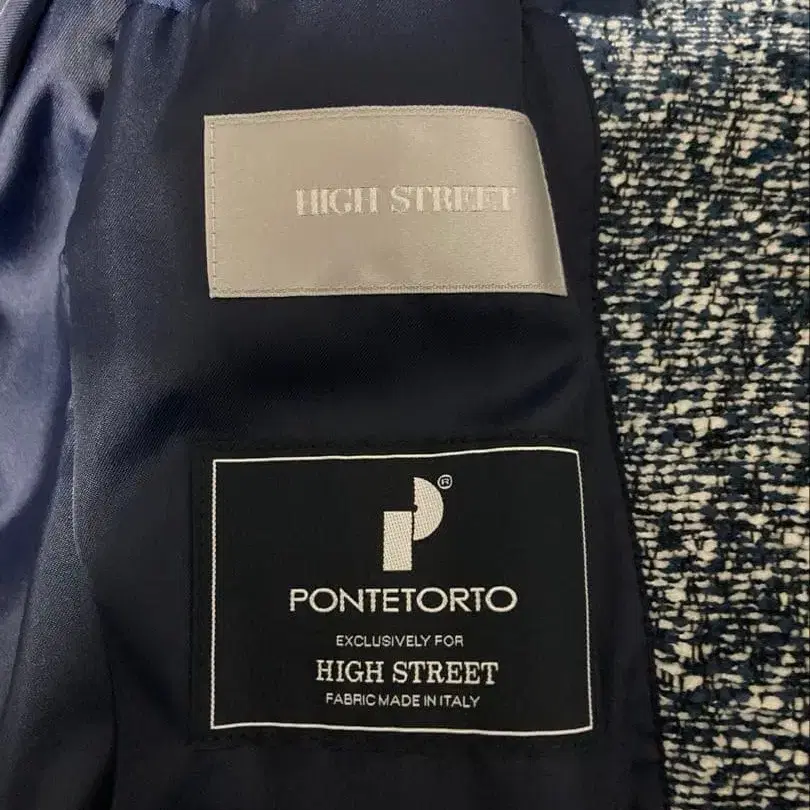 HIGH STREET
®
PONTETORTO
EXCLUSIVELY FOR
HIGH STREET
FABRIC MADE IN ITALY